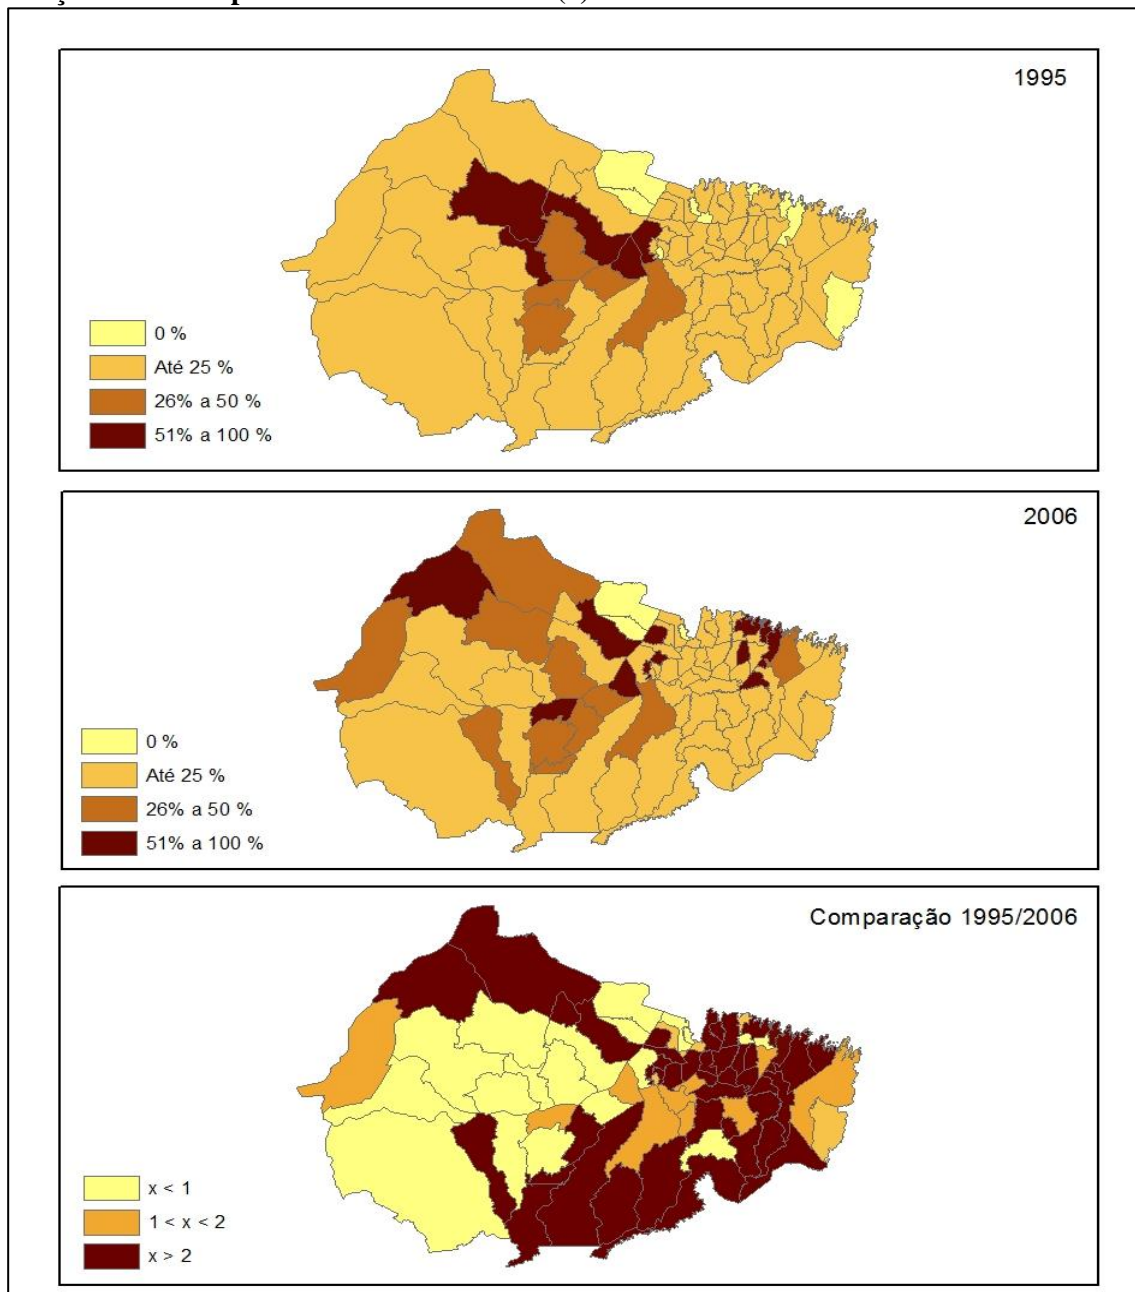 1995
0 %
Até 25 %
26% a 50 %
51% a 100 %
2006
0 %
Até 25 %
26% a 50 %
51% a 100 %
Comparação 1995/2006
x < 1
1 < x < 2
x > 2